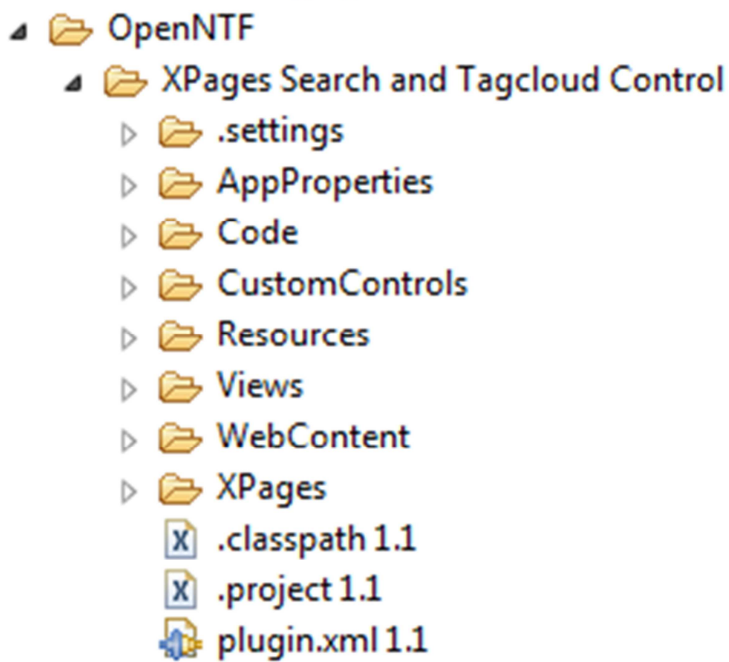 OpenNTF
XPages Search and Tagcloud Control
.settings
AppProperties
Code
CustomControls
Resources
Views
WebContent
XPages
.classpath 1.1
.project 1.1
plugin.xml 1.1